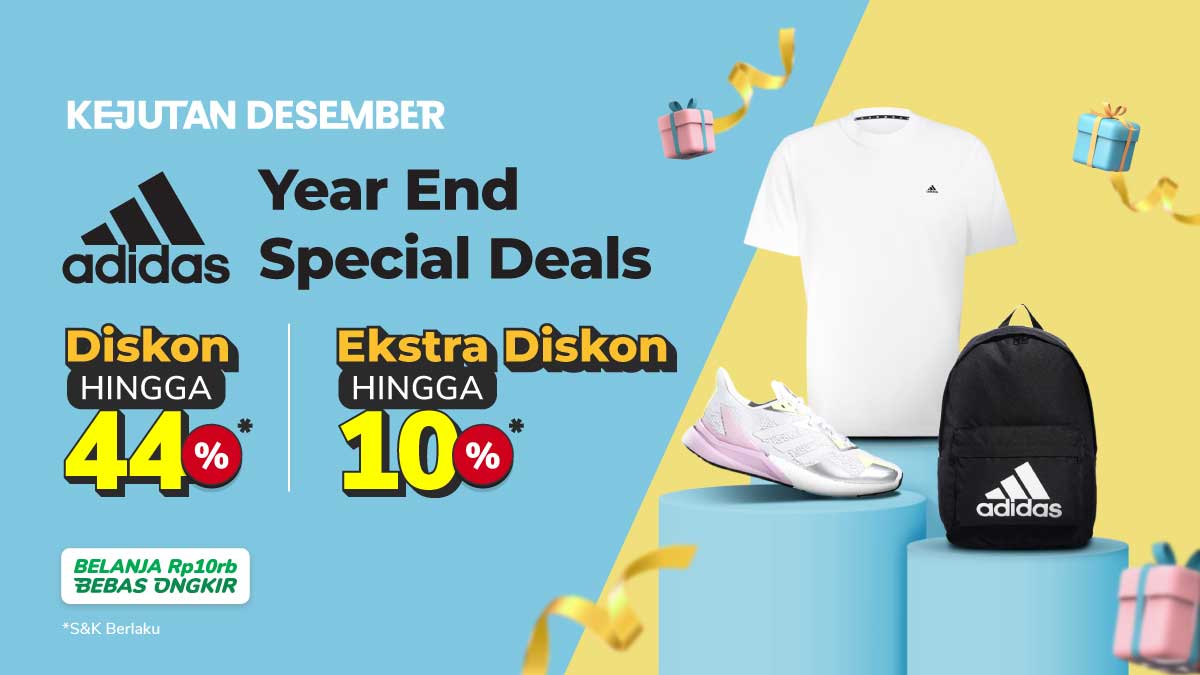 KEJUTAN DESEMBER
adidas
Year End
Special Deals
Diskon
HINGGA
44%*
Ekstra Diskon
HINGGA
10%*
BELANJA Rp10rb
BEBAS ONGKIR
*S&K Berlaku
adidas